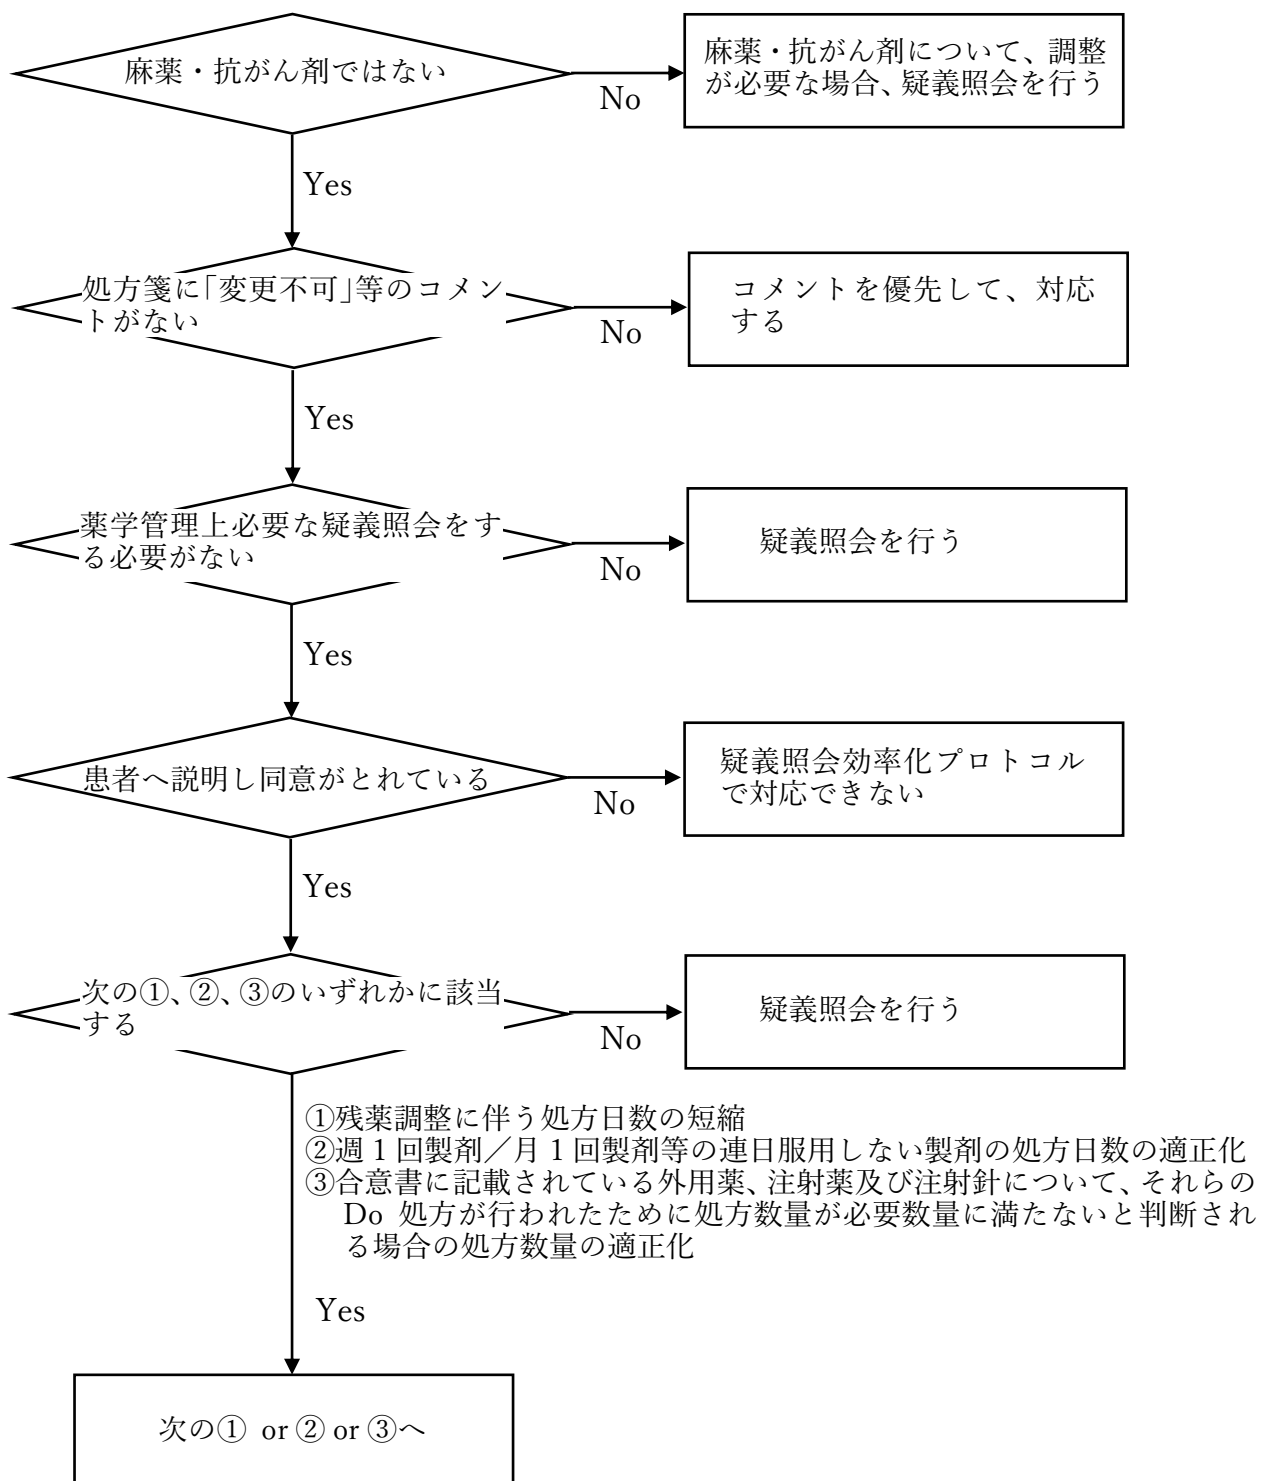 麻薬・抗がん剤ではない
麻薬・抗がん剤について、調整
が必要な場合、疑義照会を行う
No
Yes
処方箋に「変更不可」等のコメン
トがない
コメントを優先して、対応
する
No
Yes
薬学管理上必要な疑義照会をす
る必要がない
疑義照会を行う
No
Yes
患者へ説明し同意がとれている
疑義照会効率化プロトコル
で対応できない
No
Yes
次の①、②、③のいずれかに該当
する
疑義照会を行う
No
①残薬調整に伴う処方日数の短縮
②週 1 回製剤／月 1 回製剤等の連日服用しない製剤の処方日数の適正化
③合意書に記載されている外用薬、注射薬及び注射針について、それらの
Do 処方が行われたために処方数量が必要数量に満たないと判断され
る場合の処方数量の適正化
Yes
次の① or ② or ③へ